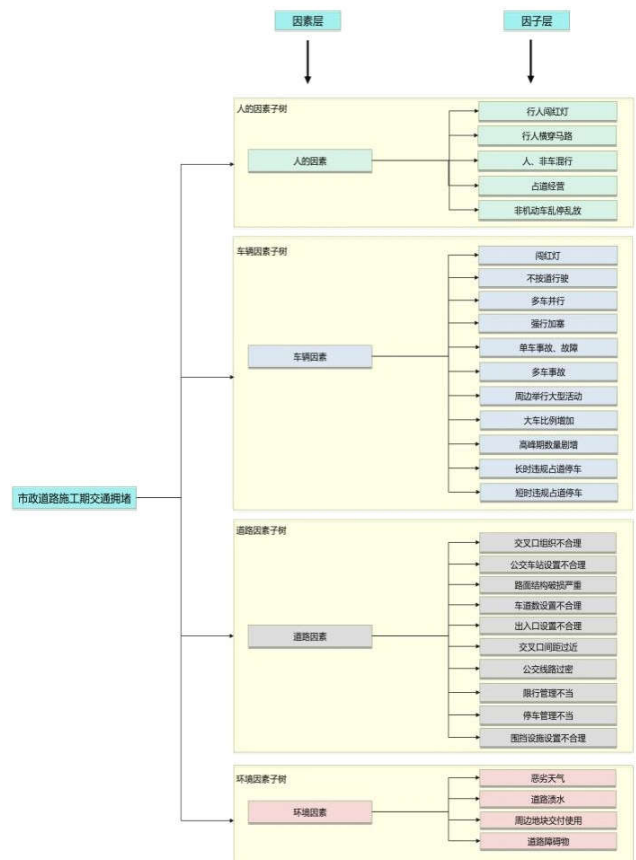 因素层
因子层
人的因素子树
人的因素
行人闯红灯
行人横穿马路
人、非车混行
占道经营
非机动车乱停乱放
车辆因素子树
车辆因素
闯红灯
不按道行驶
多车并行
强行加塞
单车事故、故障
多车事故
周边举行大型活动
大车比例增加
高峰期数量剧增
长时违规占道停车
短时违规占道停车
市政道路施工期交通拥堵
道路因素子树
道路因素
交叉口组织不合理
公交车站设置不合理
路面结构破损严重
车道数设置不合理
出入口设置不合理
交叉口间距过近
公交线路过密
限行管理不当
停车管理不当
围挡设施设置不合理
环境因素子树
环境因素
恶劣天气
道路渍水
周边地块交付使用
道路障碍物